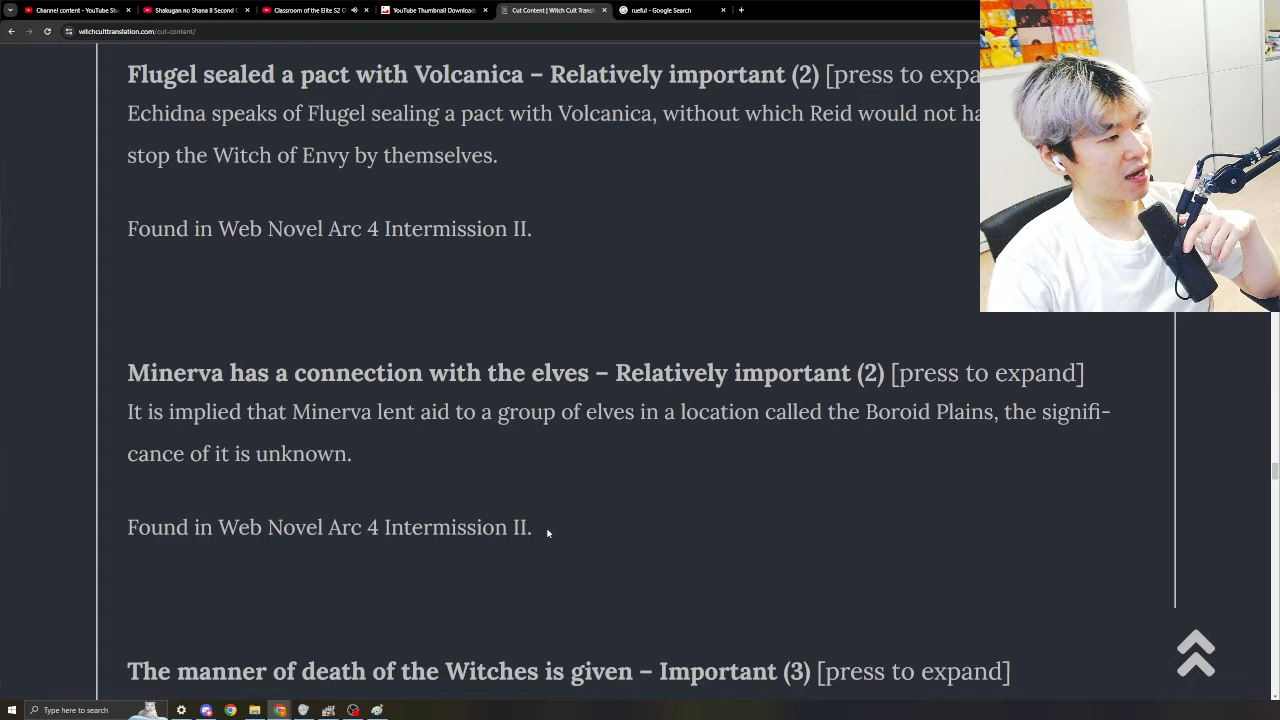 Channel content - YouTube Stu
Shakugan no Shana II Second
Classroom of the Elite S2 O
YouTube Thumbnail Download
Cut Content | Witch Cult Transl
rueful - Google Search
witchculttranslation.com/cut-content/
Flugel sealed a pact with Volcanica – Relatively important (2) [press to expa
Echidna speaks of Flugel sealing a pact with Volcanica, without which Reid would not ha
stop the Witch of Envy by themselves.
Found in Web Novel Arc 4 Intermission II.
Minerva has a connection with the elves – Relatively important (2) [press to expand]
It is implied that Minerva lent aid to a group of elves in a location called the Boroid Plains, the signifi-
cance of it is unknown.
Found in Web Novel Arc 4 Intermission II.
The manner of death of the Witches is given – Important (3) [press to expand]
Type here to search